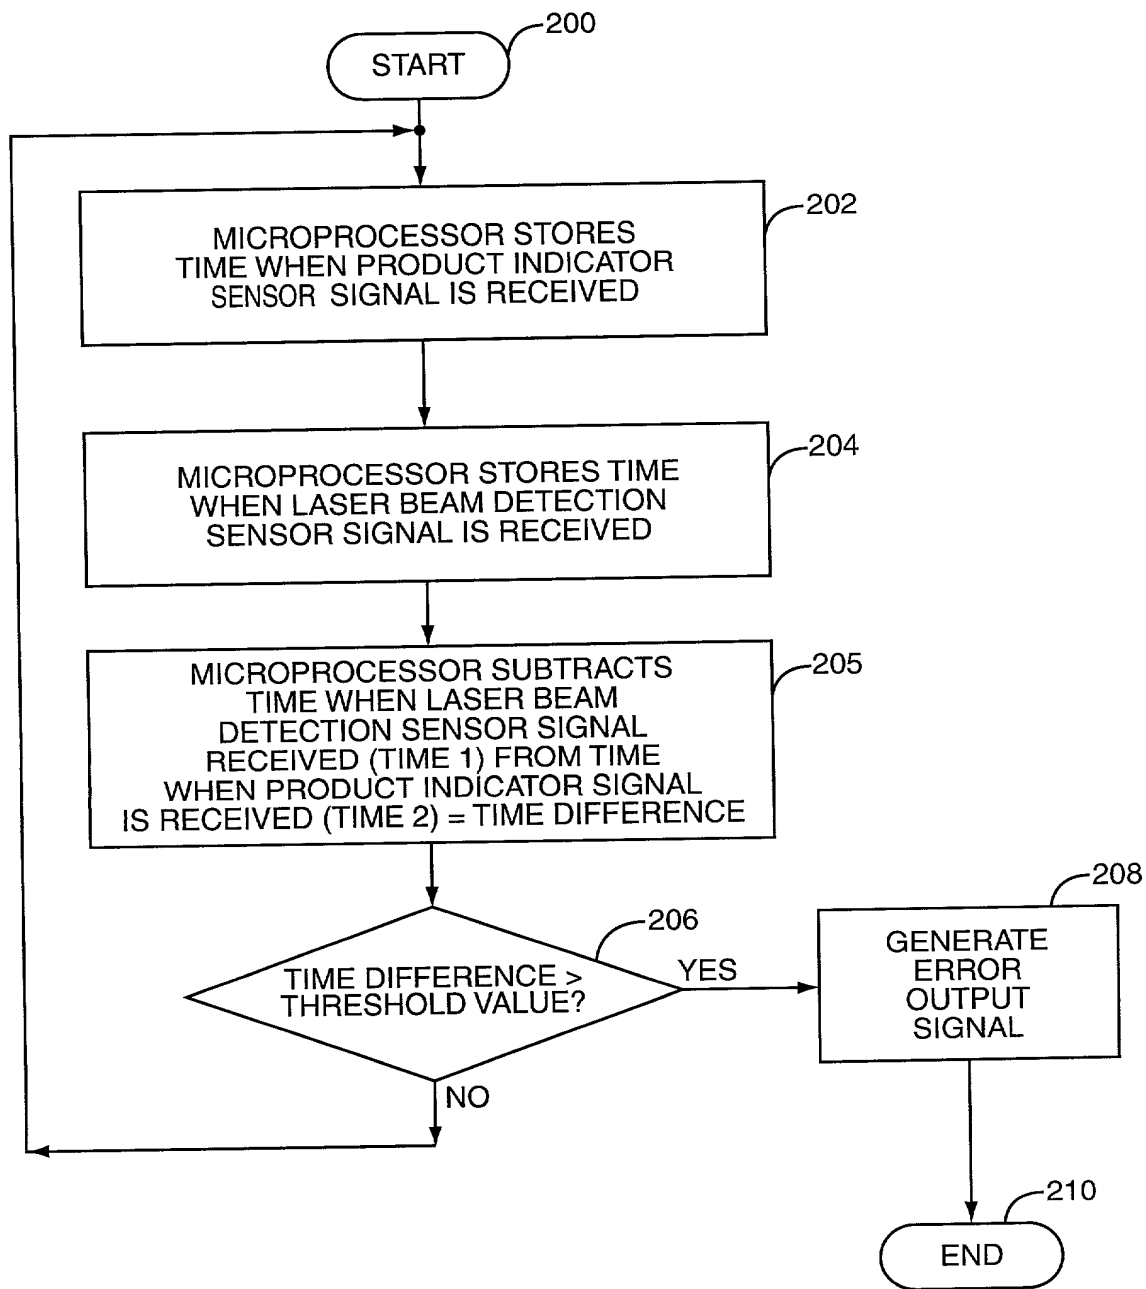 200
START
202
MICROPROCESSOR STORES
TIME WHEN PRODUCT INDICATOR
SENSOR SIGNAL IS RECEIVED
204
MICROPROCESSOR STORES TIME
WHEN LASER BEAM DETECTION
SENSOR SIGNAL IS RECEIVED
205
MICROPROCESSOR SUBTRACTS
TIME WHEN LASER BEAM
DETECTION SENSOR SIGNAL
RECEIVED (TIME 1) FROM TIME
WHEN PRODUCT INDICATOR SIGNAL
IS RECEIVED (TIME 2) = TIME DIFFERENCE
206
TIME DIFFERENCE >
THRESHOLD VALUE?
YES
NO
208
GENERATE
ERROR
OUTPUT
SIGNAL
210
END